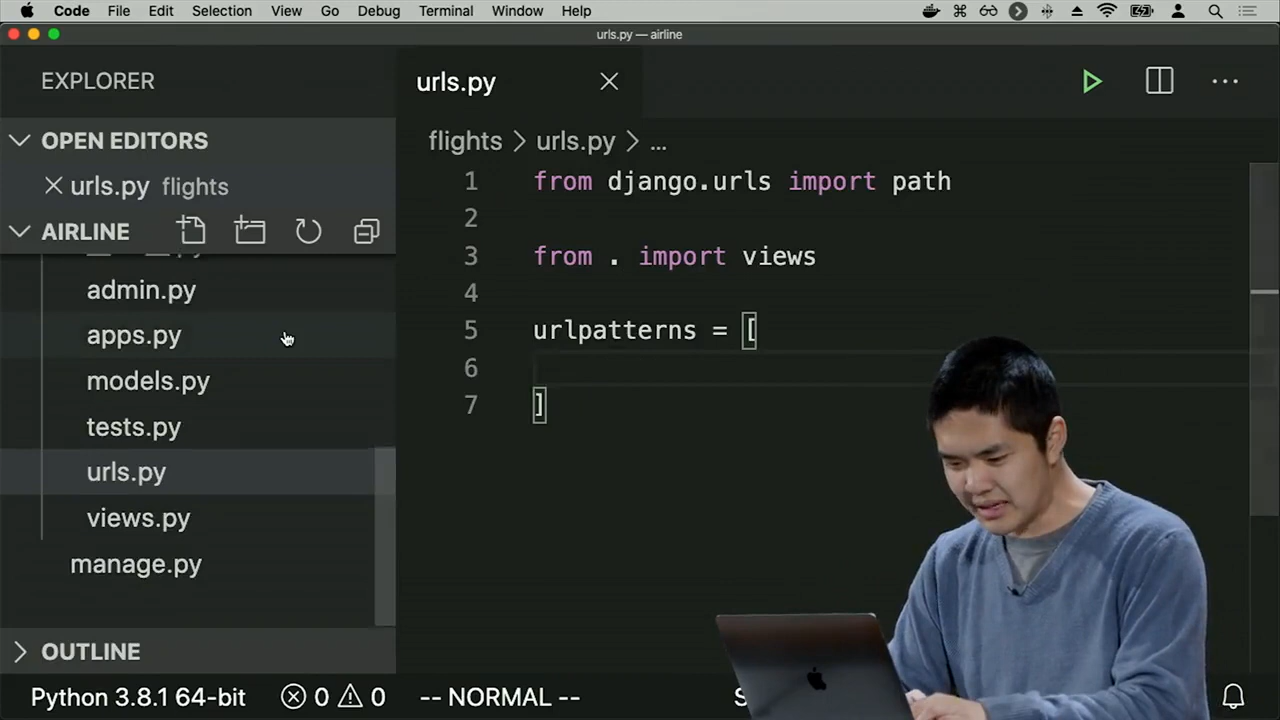 Code File Edit Selection View Go Debug Terminal Window Help
urls.py — airline
EXPLORER
OPEN EDITORS
urls.py flights
AIRLINE
admin.py
apps.py
models.py
tests.py
urls.py
views.py
manage.py
OUTLINE
urls.py
flights > urls.py > ...
1 from django.urls import path
2
3 from . import views
4
5 urlpatterns = [
6
7 ]
Python 3.8.1 64-bit 0 0 -- NORMAL --